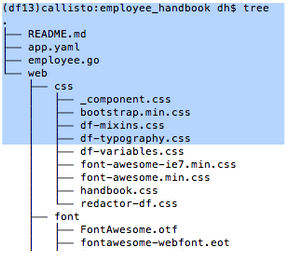 (df13)callisto:employee_handbook dh$ tree
.
├── README.md
├── app.yaml
├── employee.go
└── web
    ├── css
    │   ├── _component.css
    │   ├── bootstrap.min.css
    │   ├── df-mixins.css
    │   ├── df-typography.css
    │   ├── df-variables.css
    │   ├── font-awesome-ie7.min.css
    │   ├── font-awesome.min.css
    │   ├── handbook.css
    │   └── redactor-df.css
    ├── font
    │   ├── FontAwesome.otf
    │   ├── fontawesome-webfont.eot